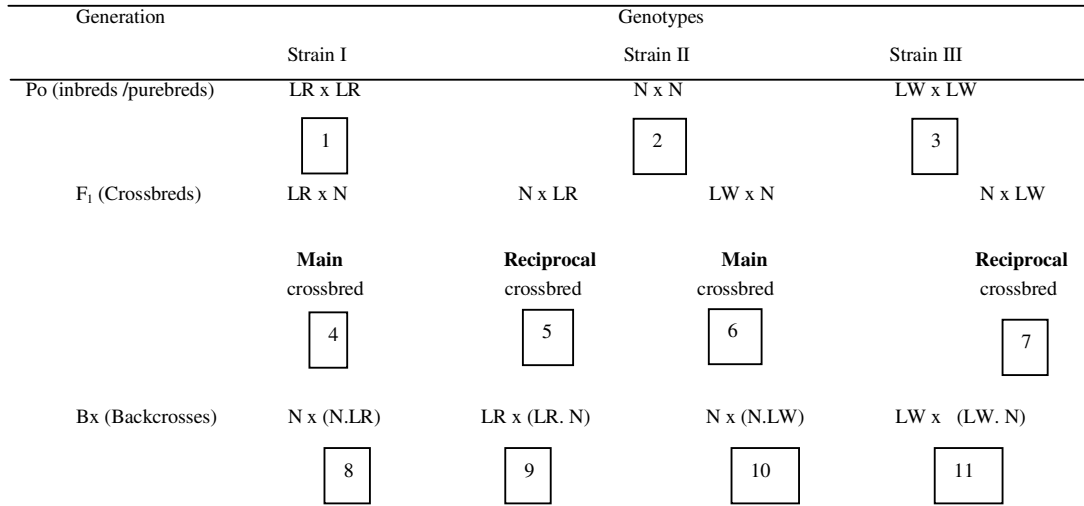 Generation Genotypes
Strain I Strain II Strain III
Po (inbreds /purebreds) LR x LR N x N LW x LW
1 2 3
F₁ (Crossbreds) LR x N N x LR LW x N N x LW
Main Reciprocal Main Reciprocal
crossbred crossbred crossbred crossbred
4 5 6 7
Bx (Backcrosses) N x (N.LR) LR x (LR. N) N x (N.LW) LW x (LW. N)
8 9 10 11